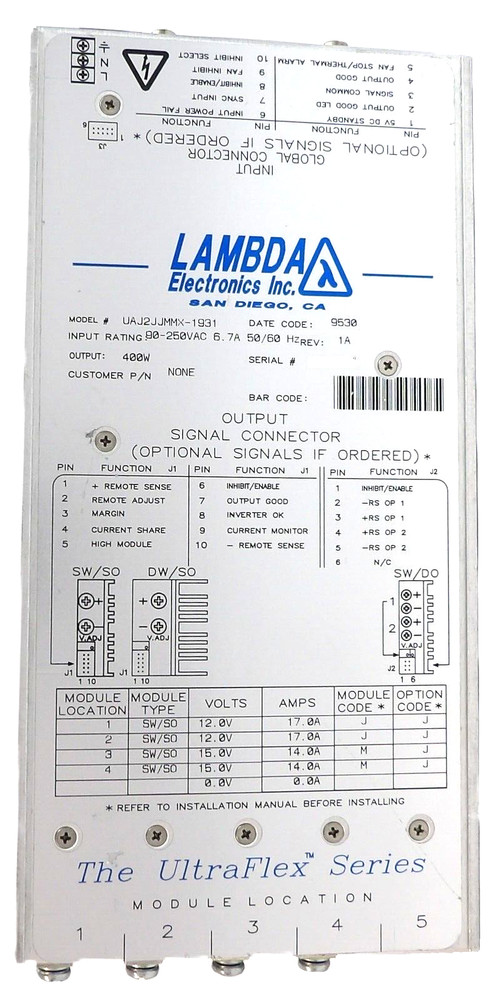 INPUT
GLOBAL CONNECTOR
(OPTIONAL SIGNALS IF ORDERED) *
PIN FUNCTION PIN FUNCTION
1 5V DC STANDBY 6 INPUT POWER FAIL
2 OUTPUT GOOD LED 7 SYNC INPUT
3 SIGNAL COMMON 8 INHIBIT/ENABLE
4 OUTPUT GOOD 9 FAN INHIBIT
5 FAN STOP/THERMAL ALARM 10 INHIBIT SELECT
L
N
J3
1
6
LAMBDA λ
Electronics Inc.
SAN DIEGO, CA
MODEL # UAJ2JJMMX-1931 DATE CODE: 9530
INPUT RATING 90-250VAC 6.7A 50/60 Hz REV: 1A
OUTPUT: 400W SERIAL #
CUSTOMER P/N NONE
BAR CODE:
OUTPUT
SIGNAL CONNECTOR
(OPTIONAL SIGNALS IF ORDERED) *
PIN FUNCTION J1 PIN FUNCTION J1 PIN FUNCTION J2
1 + REMOTE SENSE 6 INHIBIT/ENABLE 1 INHIBIT/ENABLE
2 REMOTE ADJUST 7 OUTPUT GOOD 2 -RS OP 1
3 MARGIN 8 INVERTER OK 3 +RS OP 1
4 CURRENT SHARE 9 CURRENT MONITOR 4 +RS OP 2
5 HIGH MODULE 10 - REMOTE SENSE 5 -RS OP 2
6 N/C
SW/SO DW/SO SW/DO
+ + 1 +
-
- - 2 +
-
V.ADJ V.ADJ V.ADJ
J1 J1 J2
1 10 1 10 1 6
MODULE LOCATION MODULE TYPE VOLTS AMPS MODULE CODE * OPTION CODE *
1 SW/SO 12.0V 17.0A J J
2 SW/SO 12.0V 17.0A J J
3 SW/SO 15.0V 14.0A M J
4 SW/SO 15.0V 14.0A M J
0.0V 0.0A
* REFER TO INSTALLATION MANUAL BEFORE INSTALLING
The UltraFlex™ Series
MODULE LOCATION
1 2 3 4 5